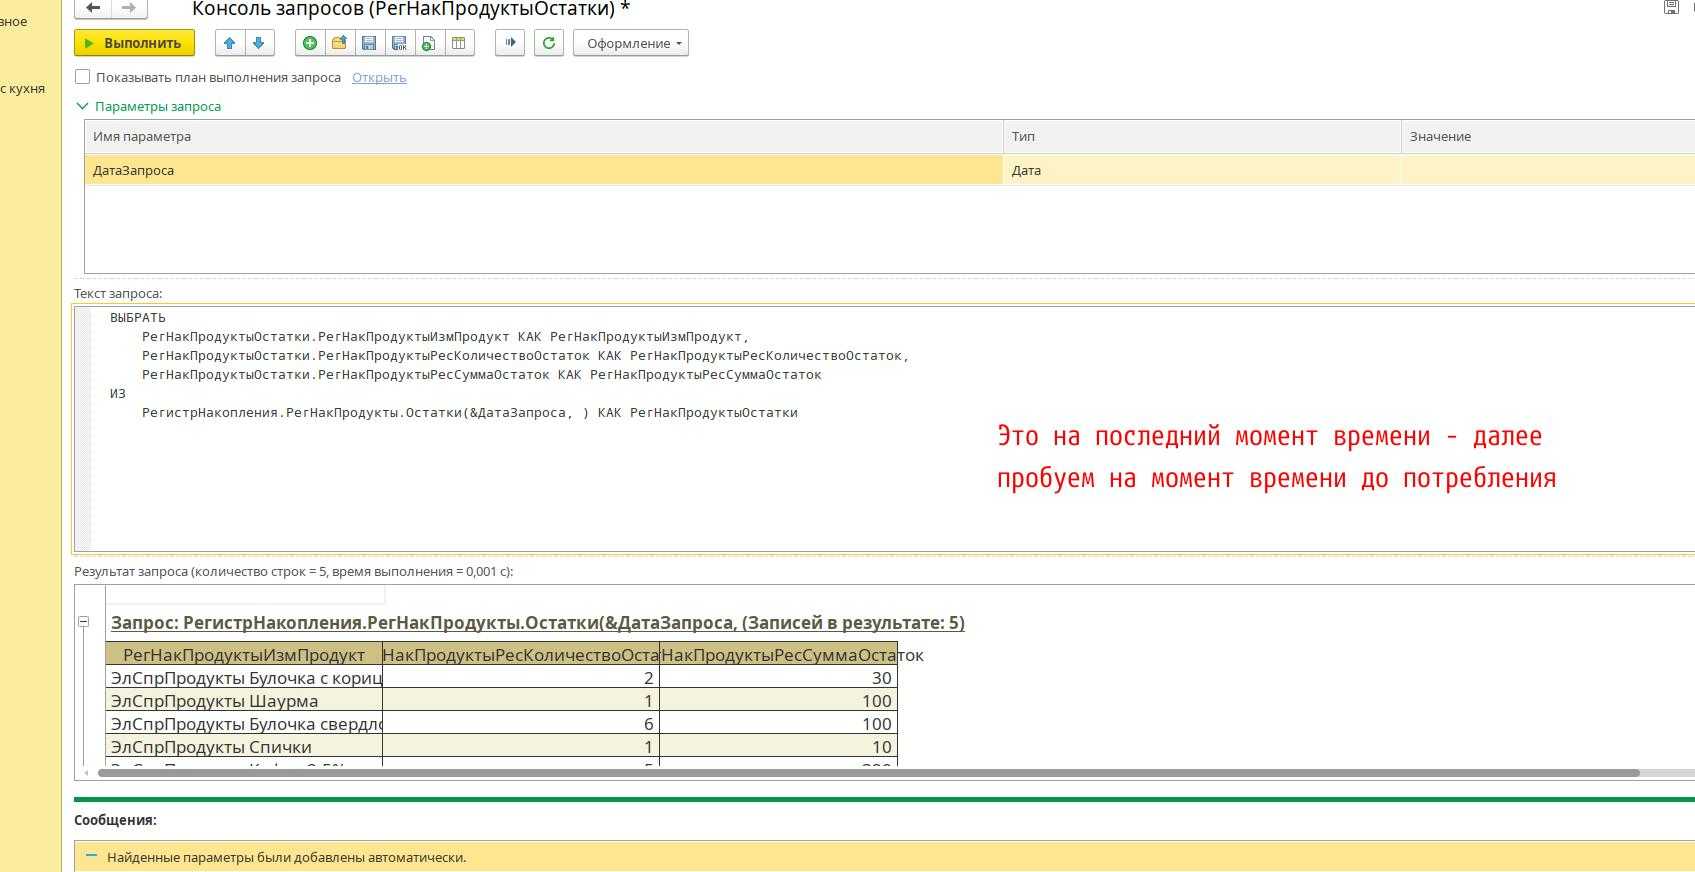 Консоль запросов (РегНакПродуктыОстатки) *
вное
с кухня
Выполнить
Оформление
Показывать план выполнения запроса Открыть
Параметры запроса
Имя параметра Тип Значение
ДатаЗапроса Дата
Текст запроса:
ВЫБРАТЬ
РегНакПродуктыОстатки.РегНакПродуктыИзмПродукт КАК РегНакПродуктыИзмПродукт,
РегНакПродуктыОстатки.РегНакПродуктыРесКоличествоОстаток КАК РегНакПродуктыРесКоличествоОстаток,
РегНакПродуктыОстатки.РегНакПродуктыРесСуммаОстаток КАК РегНакПродуктыРесСуммаОстаток
ИЗ
РегистрНакопления.РегНакПродукты.Остатки(&ДатаЗапроса, ) КАК РегНакПродуктыОстатки
Это на последний момент времени - далее
пробуем на момент времени до потребления
Результат запроса (количество строк = 5, время выполнения = 0,001 с):
Запрос: РегистрНакопления.РегНакПродукты.Остатки(&ДатаЗапроса, (Записей в результате: 5)
РегНакПродуктыИзмПродукт НакПродуктыРесКоличествоОста НакПродуктыРесСуммаОстаток
ЭлСпрПродукты Булочка с кориц 2 30
ЭлСпрПродукты Шаурма 1 100
ЭлСпрПродукты Булочка свердло 6 100
ЭлСпрПродукты Спички 1 10
Сообщения:
Найденные параметры были добавлены автоматически.